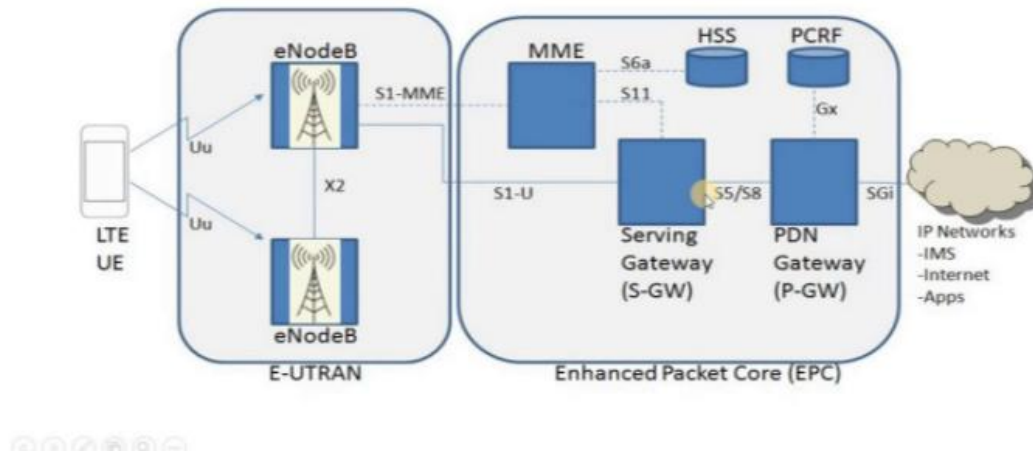 eNodeB
MME
HSS
PCRF
S6a
S1-MME
S11
Gx
Uu
X2
S1-U
S5/S8
SGi
Uu
LTE
UE
Serving
Gateway
(S-GW)
PDN
Gateway
(P-GW)
IP Networks
-IMS
-Internet
-Apps
eNodeB
E-UTRAN
Enhanced Packet Core (EPC)